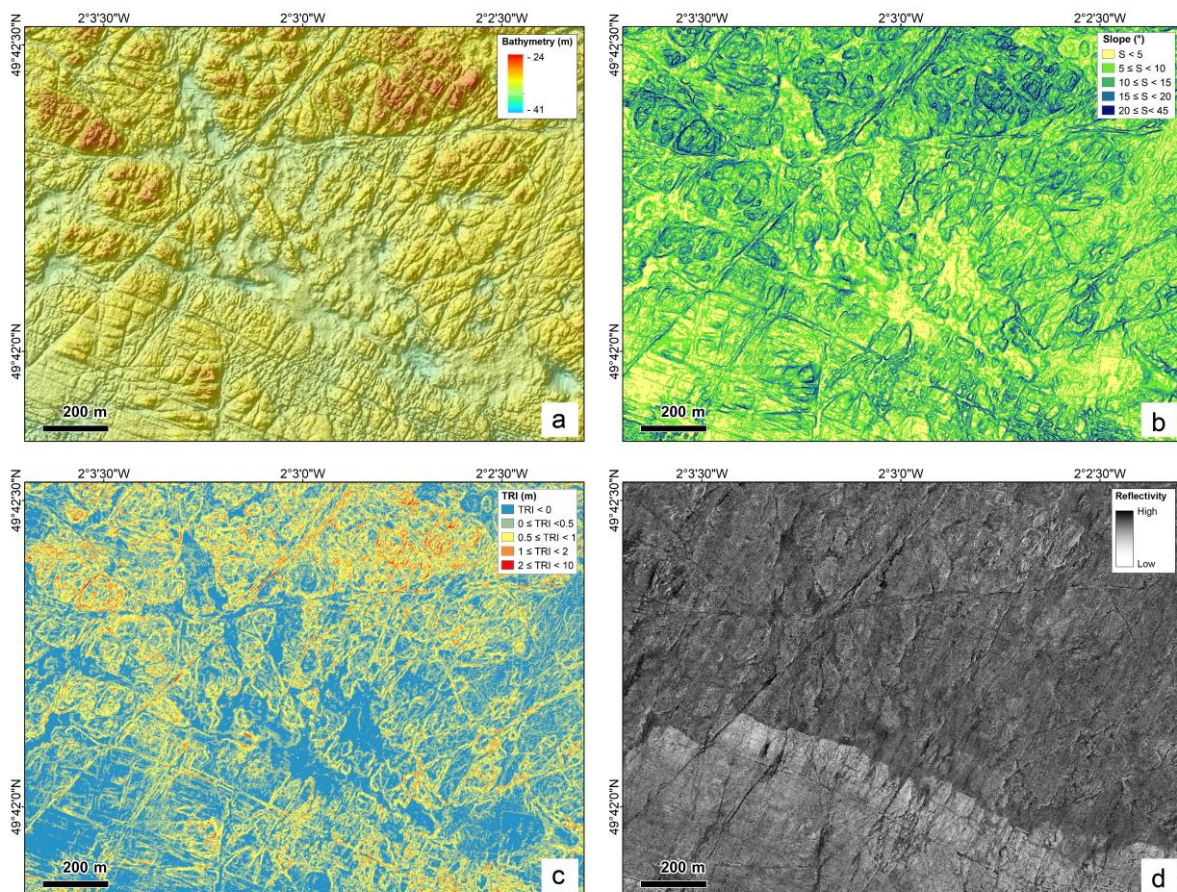 2°3'30"W 2°3'0"W 2°2'30"W
49°42'30"N
49°42'0"N
Bathymetry (m)
- 24
- 41
200 m
a
2°3'30"W 2°3'0"W 2°2'30"W
49°42'30"N
49°42'0"N
Slope (°)
S < 5
5 ≤ S < 10
10 ≤ S < 15
15 ≤ S < 20
20 ≤ S< 45
200 m
b
2°3'30"W 2°3'0"W 2°2'30"W
49°42'30"N
49°42'0"N
TRI (m)
TRI < 0
0 ≤ TRI <0.5
0.5 ≤ TRI < 1
1 ≤ TRI < 2
2 ≤ TRI < 10
200 m
c
2°3'30"W 2°3'0"W 2°2'30"W
49°42'30"N
49°42'0"N
Reflectivity
High
Low
200 m
d